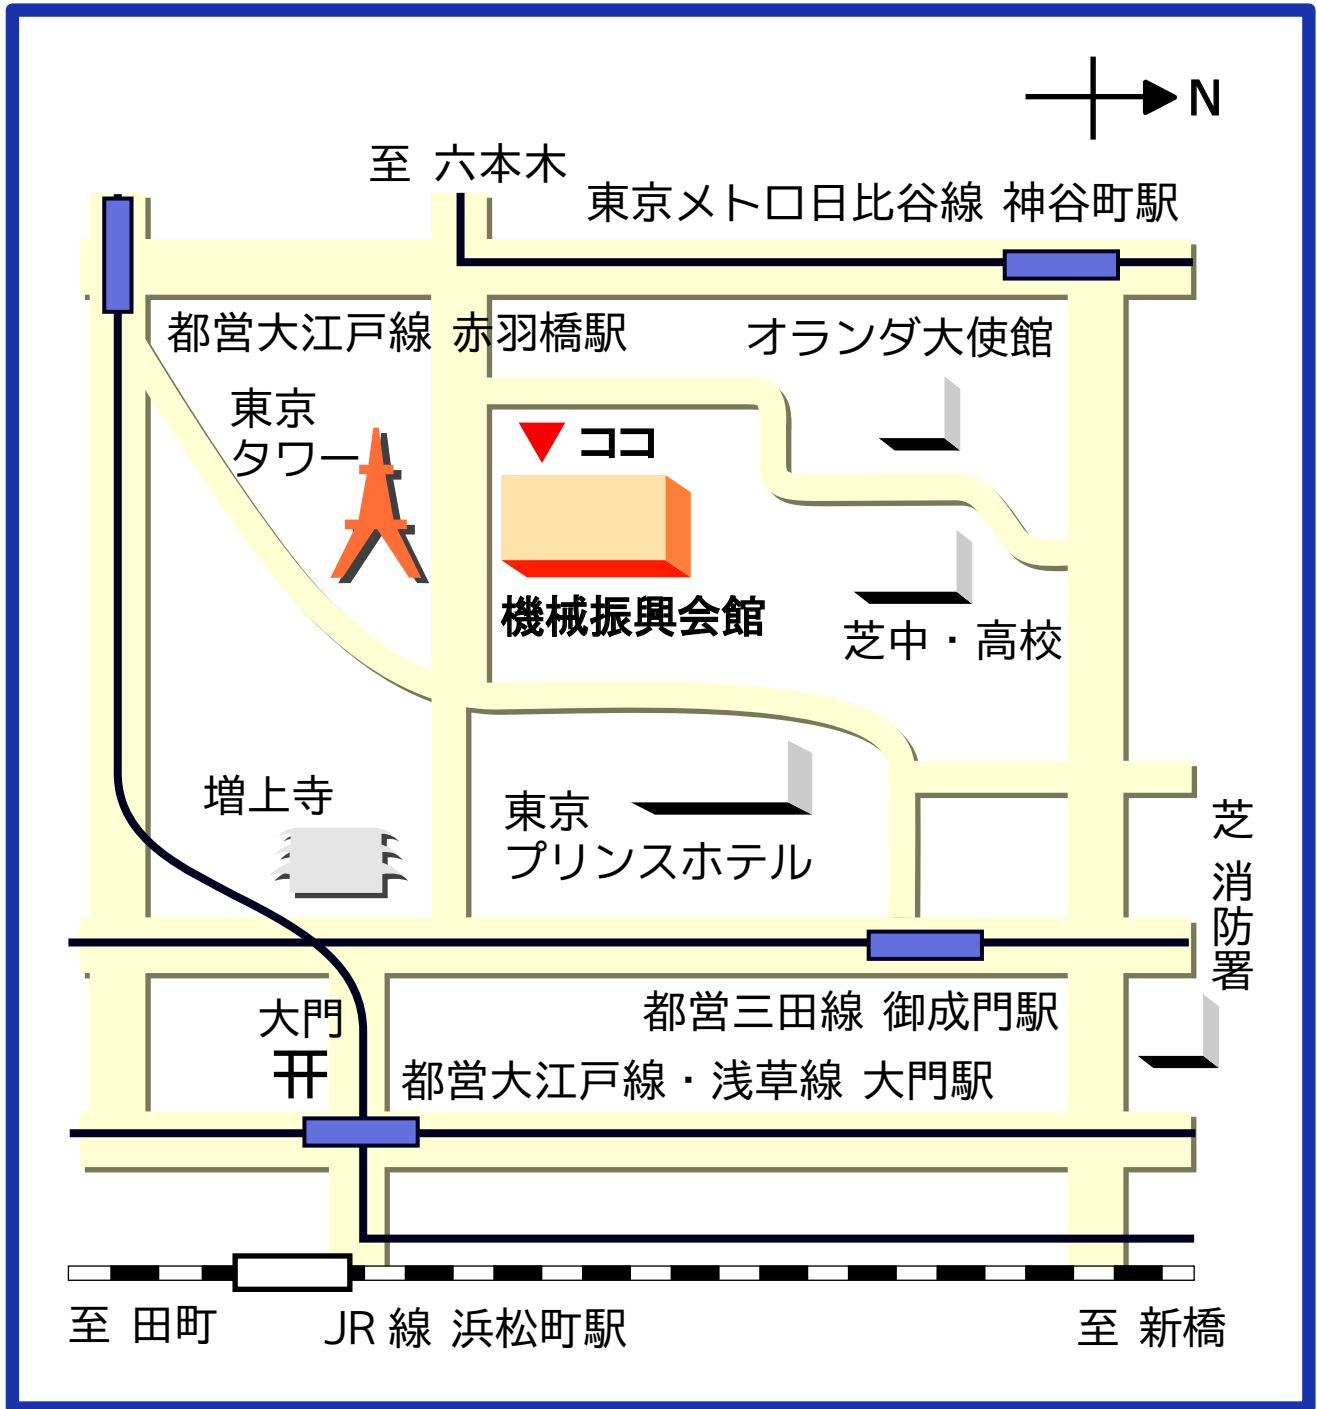 N
至 六本木
東京メトロ日比谷線 神谷町駅
都営大江戸線 赤羽橋駅
オランダ大使館
東京
タワー
ココ
機械振興会館
芝中・高校
増上寺
東京
プリンスホテル
芝 消防署
都営三田線 御成門駅
大門
都営大江戸線・浅草線 大門駅
至 田町
JR線 浜松町駅
至 新橋